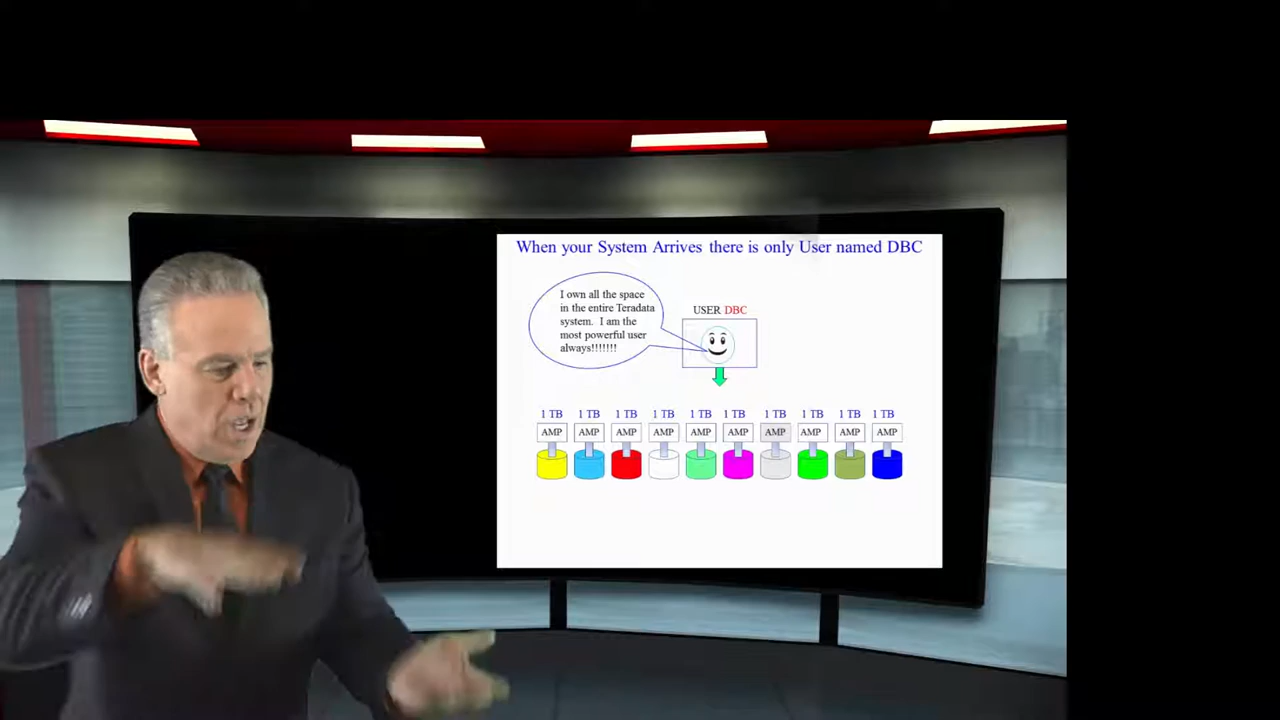 When your System Arrives there is only User named DBC
I own all the space
in the entire Teradata
system. I am the
most powerful user
always!!!!!!!
USER DBC
1 TB 1 TB 1 TB 1 TB 1 TB 1 TB 1 TB 1 TB 1 TB 1 TB
AMP AMP AMP AMP AMP AMP AMP AMP AMP AMP